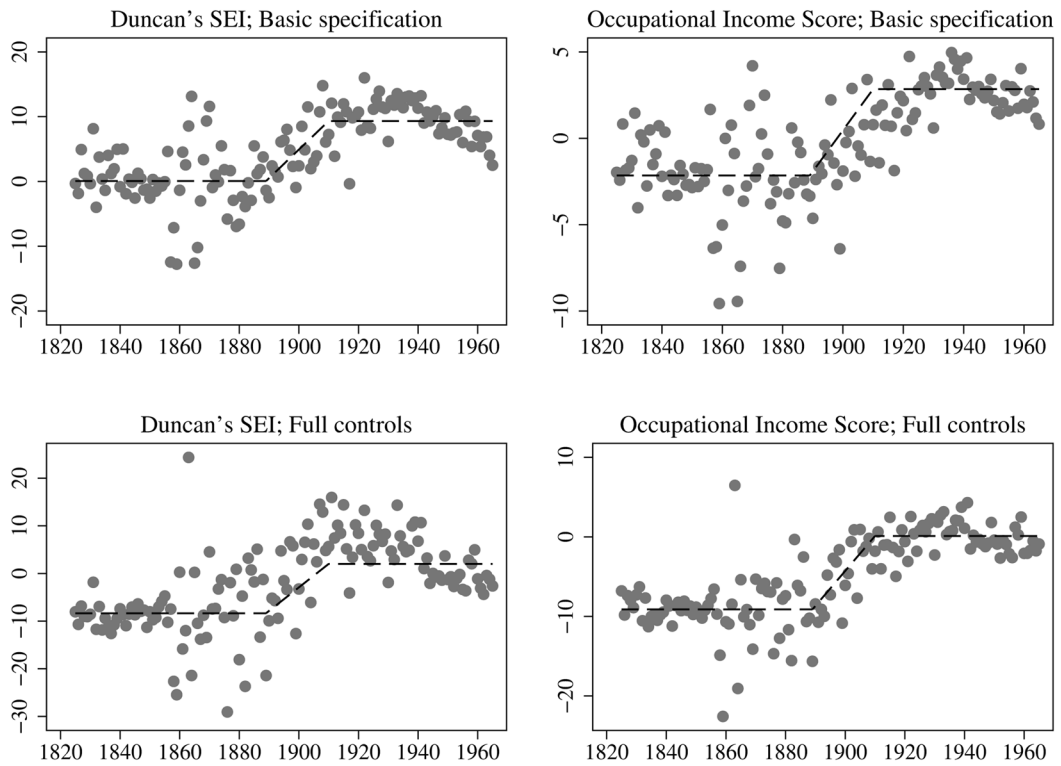 Duncan's SEI; Basic specification
20
10
0
−10
−20
1820 1840 1860 1880 1900 1920 1940 1960
Occupational Income Score; Basic specification
5
0
−5
−10
1820 1840 1860 1880 1900 1920 1940 1960
Duncan's SEI; Full controls
20
10
0
−10
−20
−30
1820 1840 1860 1880 1900 1920 1940 1960
Occupational Income Score; Full controls
10
0
−10
−20
1820 1840 1860 1880 1900 1920 1940 1960